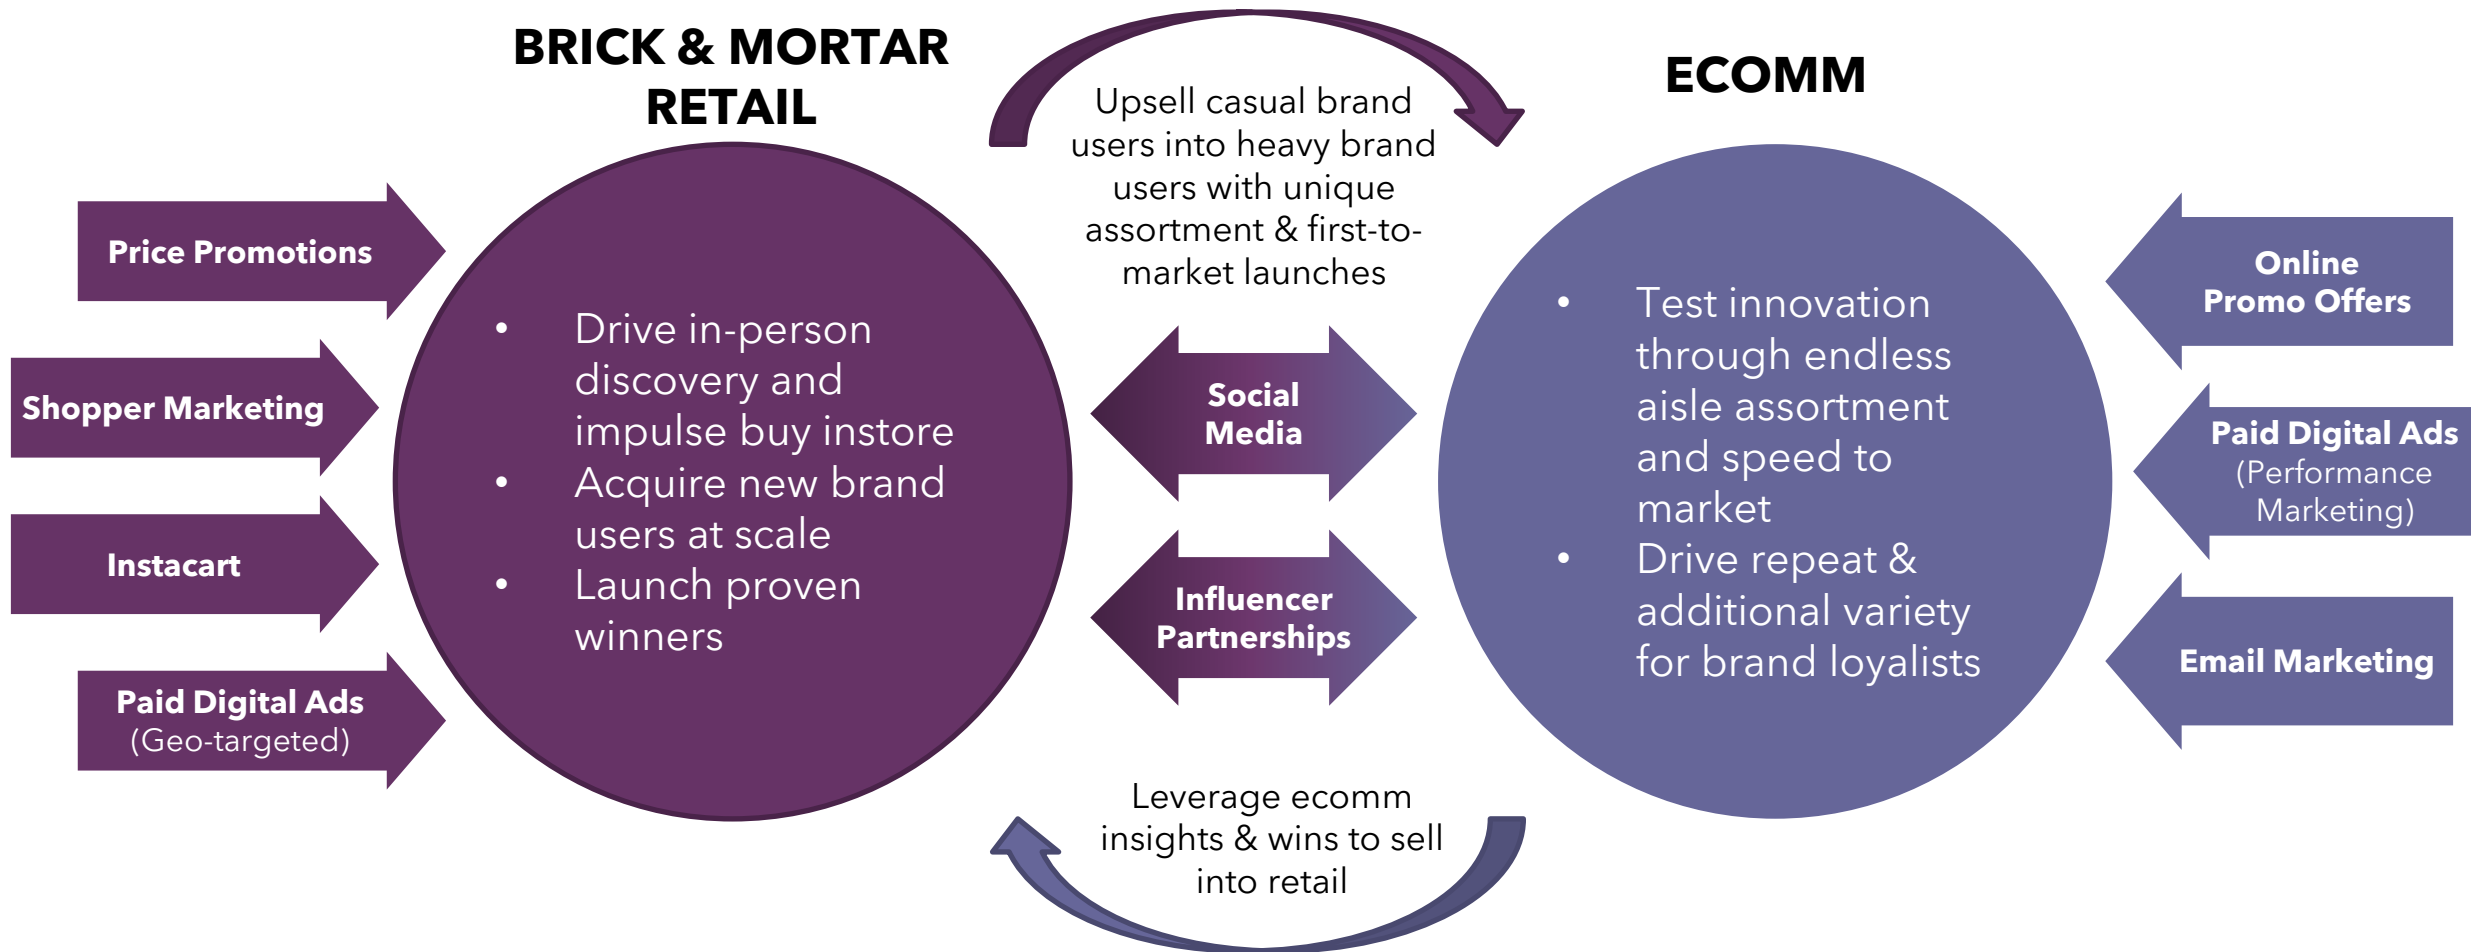 BRICK & MORTAR
RETAIL
Price Promotions
Shopper Marketing
Instacart
Paid Digital Ads
(Geo-targeted)
• Drive in-person
discovery and
impulse buy instore
• Acquire new brand
users at scale
• Launch proven
winners
Upsell casual brand
users into heavy brand
users with unique
assortment & first-to-
market launches
Social
Media
Influencer
Partnerships
Leverage ecomm
insights & wins to sell
into retail
ECOMM
• Test innovation
through endless
aisle assortment
and speed to
market
• Drive repeat &
additional variety
for brand loyalists
Online
Promo Offers
Paid Digital Ads
(Performance
Marketing)
Email Marketing